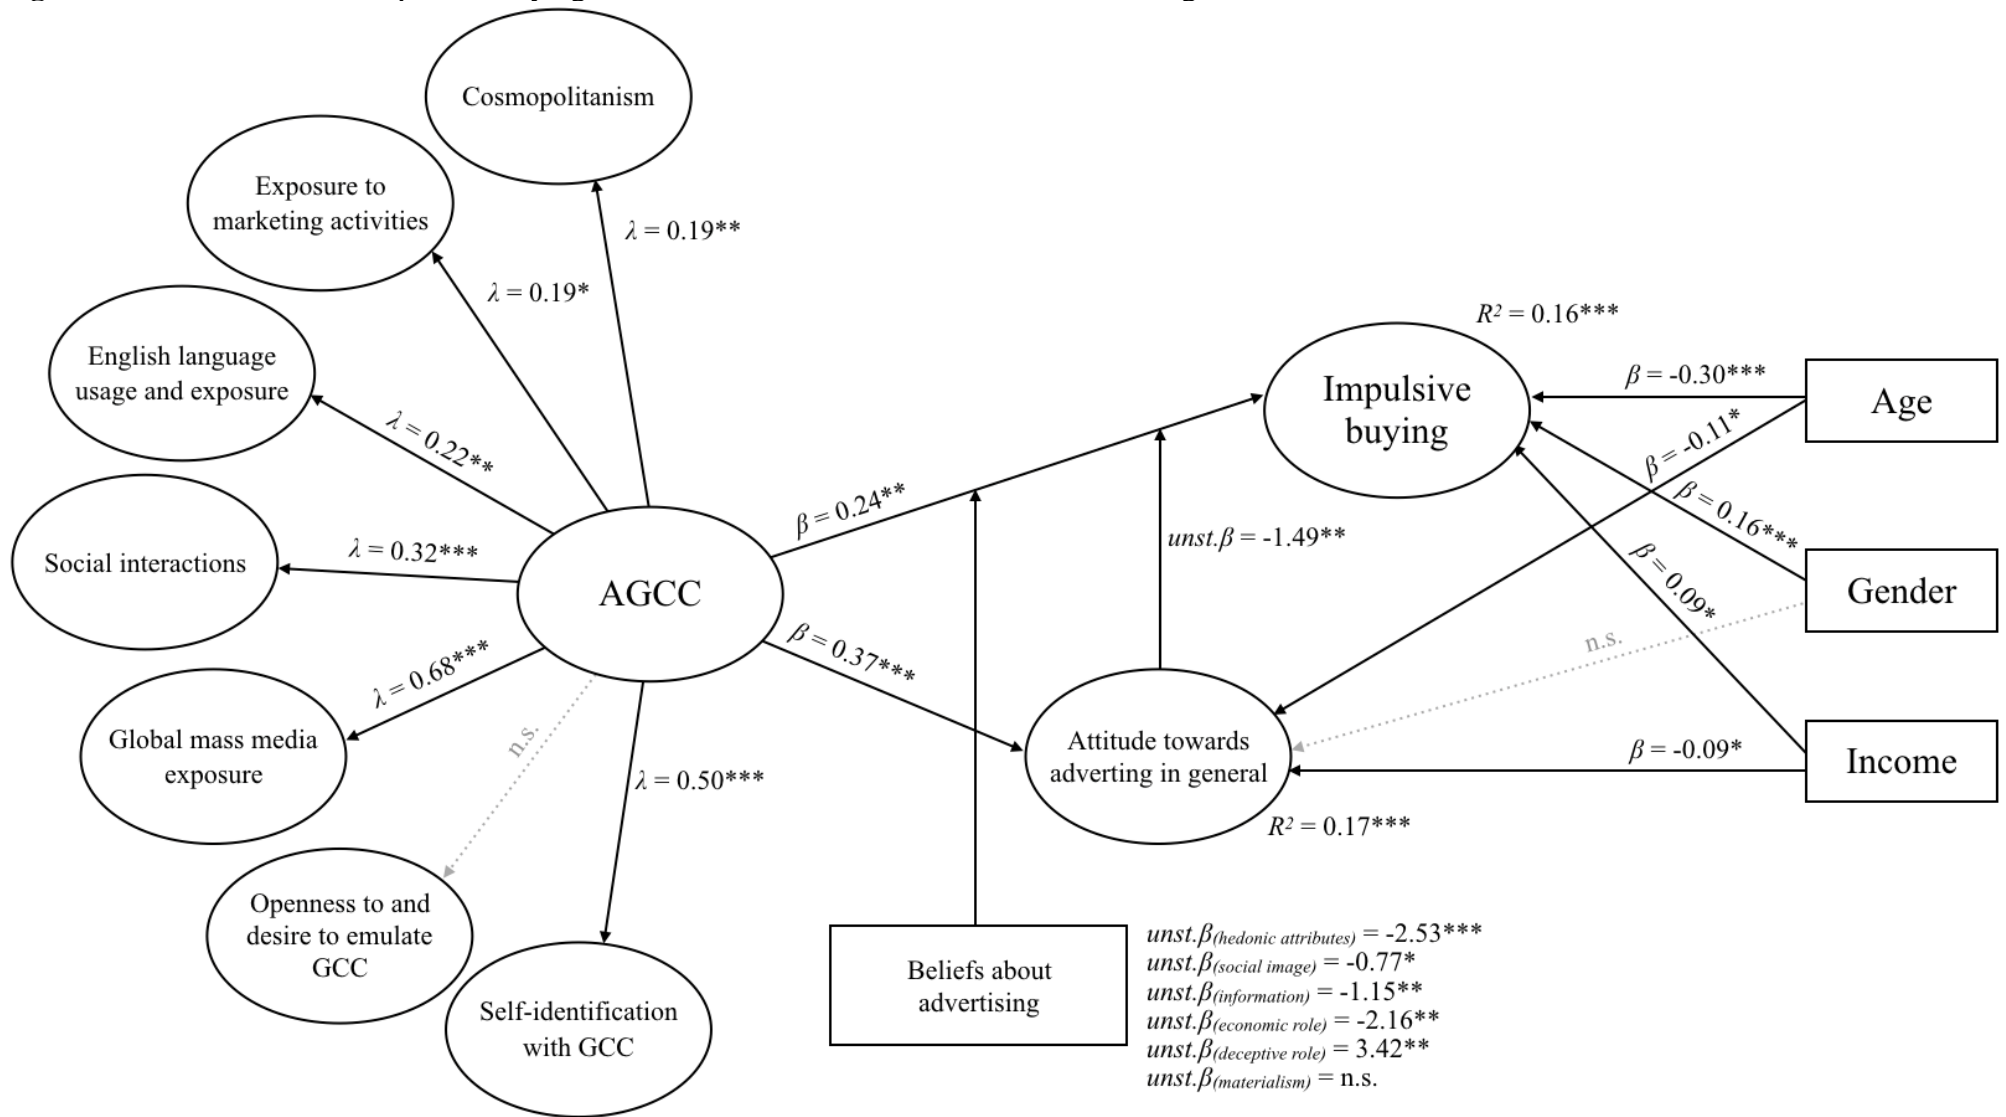 Cosmopolitanism
Exposure to
marketing activities
λ = 0.19**
λ = 0.19*
English language
usage and exposure
λ = 0.22**
Social interactions
λ = 0.32***
AGCC
Global mass media
exposure
λ = 0.68***
n.s.
Openness to and
desire to emulate
GCC
λ = 0.50***
Self-identification
with GCC
β = 0.24**
β = 0.37***
R² = 0.16***
Impulsive
buying
unst.β = -1.49**
Attitude towards
adverting in general
R² = 0.17***
β = -0.30***
β = -0.11*
β = 0.16***
β = 0.09*
n.s.
β = -0.09*
Age
Gender
Income
Beliefs about
advertising
unst.β(hedonic attributes) = -2.53***
unst.β(social image) = -0.77*
unst.β(information) = -1.15**
unst.β(economic role) = -2.16**
unst.β(deceptive role) = 3.42**
unst.β(materialism) = n.s.